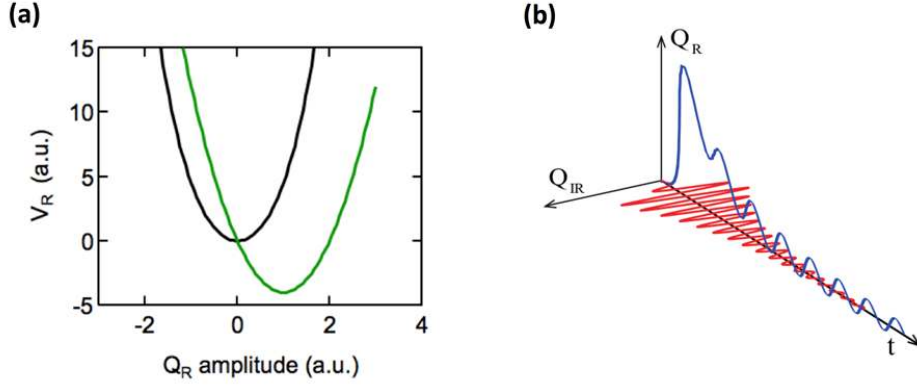 (a)
15
10
5
0
-5
V_R (a.u.)
-2 0 2 4
Q_R amplitude (a.u.)
(b)
Q_R
Q_IR
t